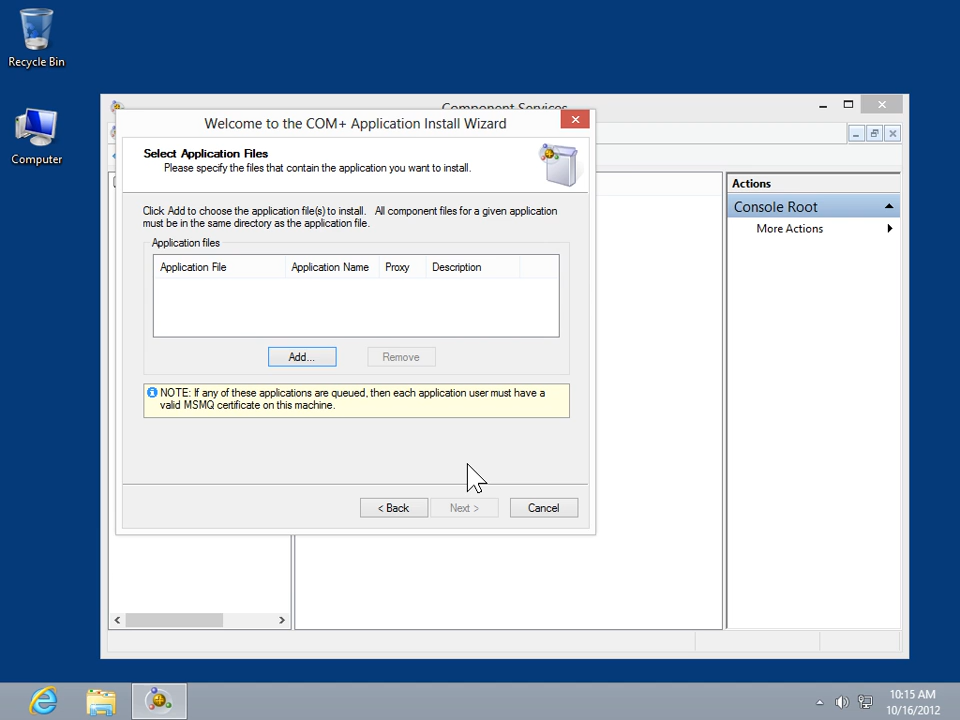 Recycle Bin
Computer
Component Services
Welcome to the COM+ Application Install Wizard
Select Application Files
Please specify the files that contain the application you want to install.
Click Add to choose the application file(s) to install. All component files for a given application
must be in the same directory as the application file.
Application files
Application File Application Name Proxy Description
Add... Remove
NOTE: If any of these applications are queued, then each application user must have a
valid MSMQ certificate on this machine.
< Back Next > Cancel
Actions
Console Root
More Actions
10:15 AM
10/16/2012